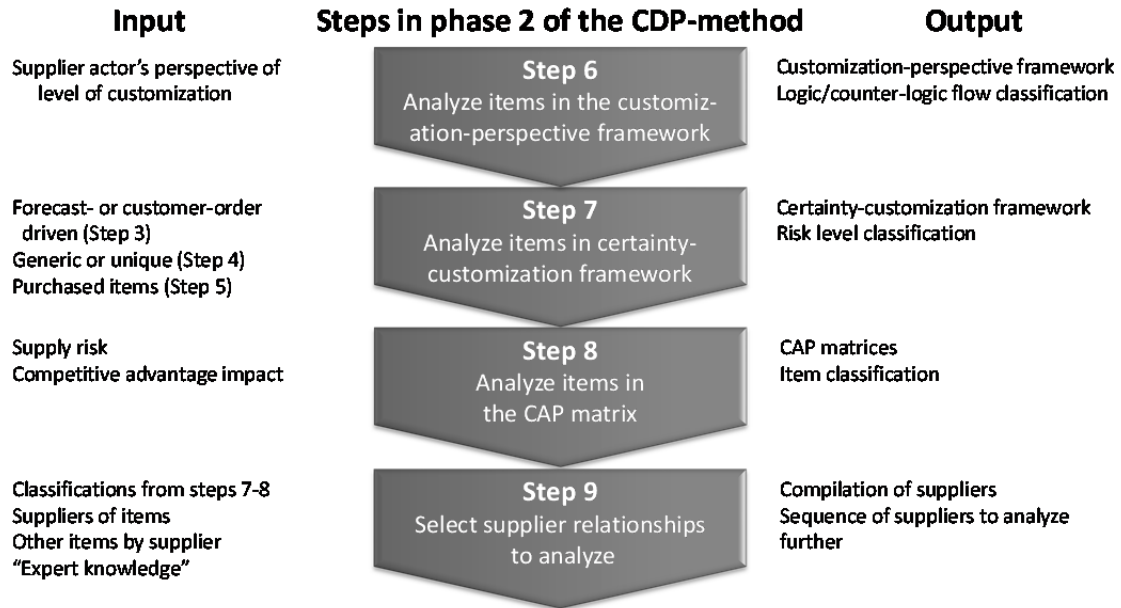 Input
Steps in phase 2 of the CDP-method
Output
Supplier actor's perspective of
level of customization
Step 6
Analyze items in the customiz-
ation-perspective framework
Customization-perspective framework
Logic/counter-logic flow classification
Forecast- or customer-order
driven (Step 3)
Generic or unique (Step 4)
Purchased items (Step 5)
Step 7
Analyze items in certainty-
customization framework
Certainty-customization framework
Risk level classification
Supply risk
Competitive advantage impact
Step 8
Analyze items in
the CAP matrix
CAP matrices
Item classification
Classifications from steps 7-8
Suppliers of items
Other items by supplier
“Expert knowledge”
Step 9
Select supplier relationships
to analyze
Compilation of suppliers
Sequence of suppliers to analyze
further